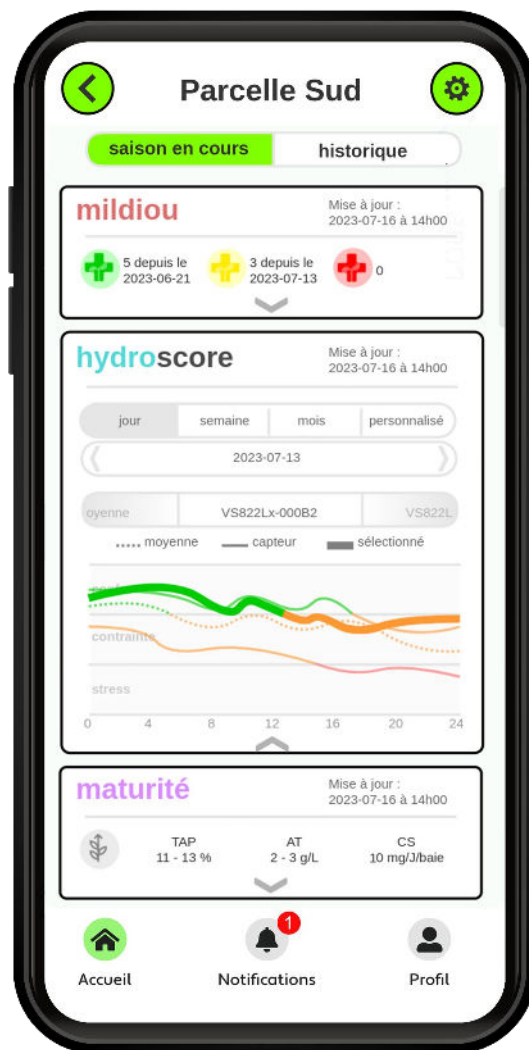 Parcelle Sud
saison en cours
historique
mildiou
Mise à jour :
2023-07-16 à 14h00
5 depuis le
2023-06-21
3 depuis le
2023-07-13
0
hydroscore
Mise à jour :
2023-07-16 à 14h00
jour semaine mois personnalisé
2023-07-13
oyenne VS822Lx-000B2 VS822L
moyenne capteur sélectionné
contrainte
stress
0 4 8 12 16 20 24
maturité
Mise à jour :
2023-07-16 à 14h00
TAP AT CS
11 - 13 % 2 - 3 g/L 10 mg/J/baie
1
Accueil Notifications Profil